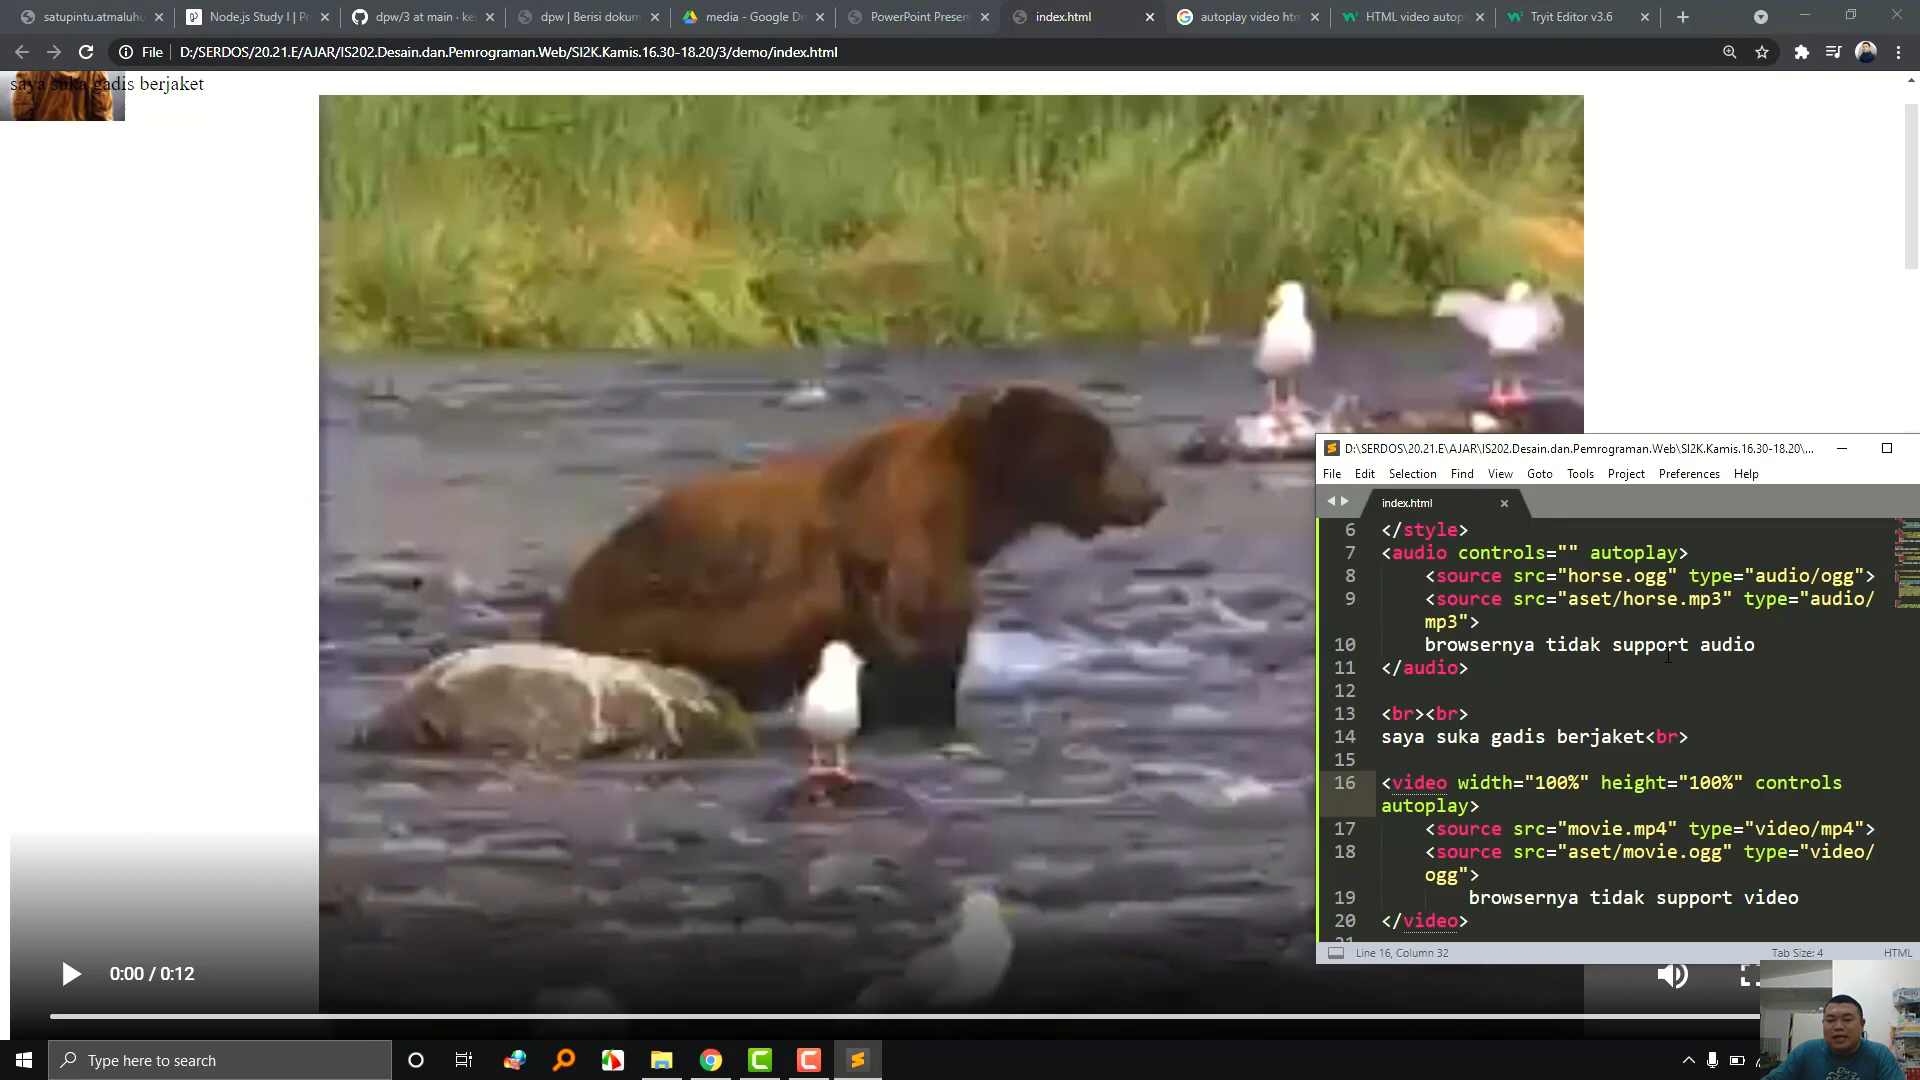 satupintu.atmaluhu
Node.js Study I | Pr
dpw/3 at main · ke
dpw | Berisi dokum
media - Google Dr
PowerPoint Presen
index.html
autoplay video htm
HTML video autop
Tryit Editor v3.6
File
D:/SERDOS/20.21.E/AJAR/IS202.Desain.dan.Pemrograman.Web/SI2K.Kamis.16.30-18.20/3/demo/index.html
saya suka gadis berjaket
D:\SERDOS\20.21.E\AJAR\IS202.Desain.dan.Pemrograman.Web\SI2K.Kamis.16.30-18.20\...
File Edit Selection Find View Goto Tools Project Preferences Help
index.html
6 </style>
7 <audio controls="" autoplay>
8 <source src="horse.ogg" type="audio/ogg">
9 <source src="aset/horse.mp3" type="audio/
mp3">
10 browsernya tidak support audio
11 </audio>
12
13 <br><br>
14 saya suka gadis berjaket<br>
15
16 <video width="100%" height="100%" controls
autoplay>
17 <source src="movie.mp4" type="video/mp4">
18 <source src="aset/movie.ogg" type="video/
ogg">
19 browsernya tidak support video
20 </video>
Line 16, Column 32
Tab Size: 4
HTML
0:00 / 0:12
Type here to search